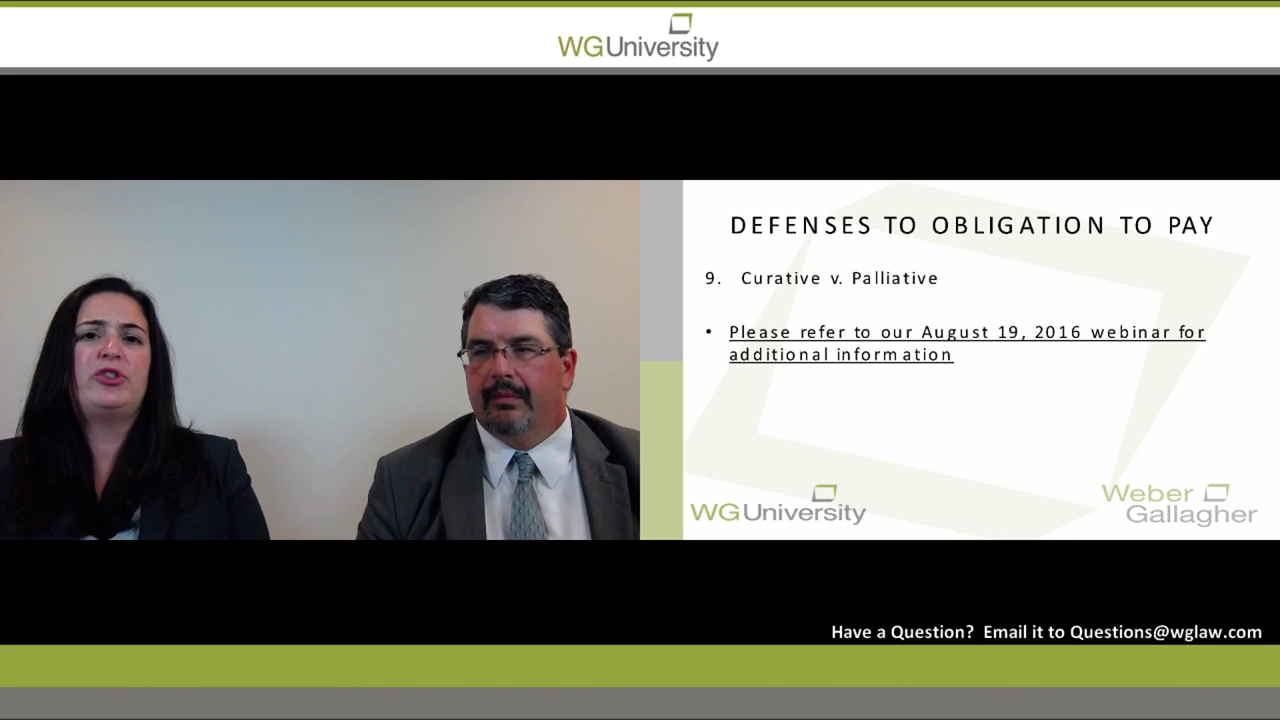 WGUniversity
DEFENSES TO OBLIGATION TO PAY
9. Curative v. Palliative
• Please refer to our August 19, 2016 webinar for
additional information
WGUniversity
Weber
Gallagher
Have a Question? Email it to Questions@wglaw.com